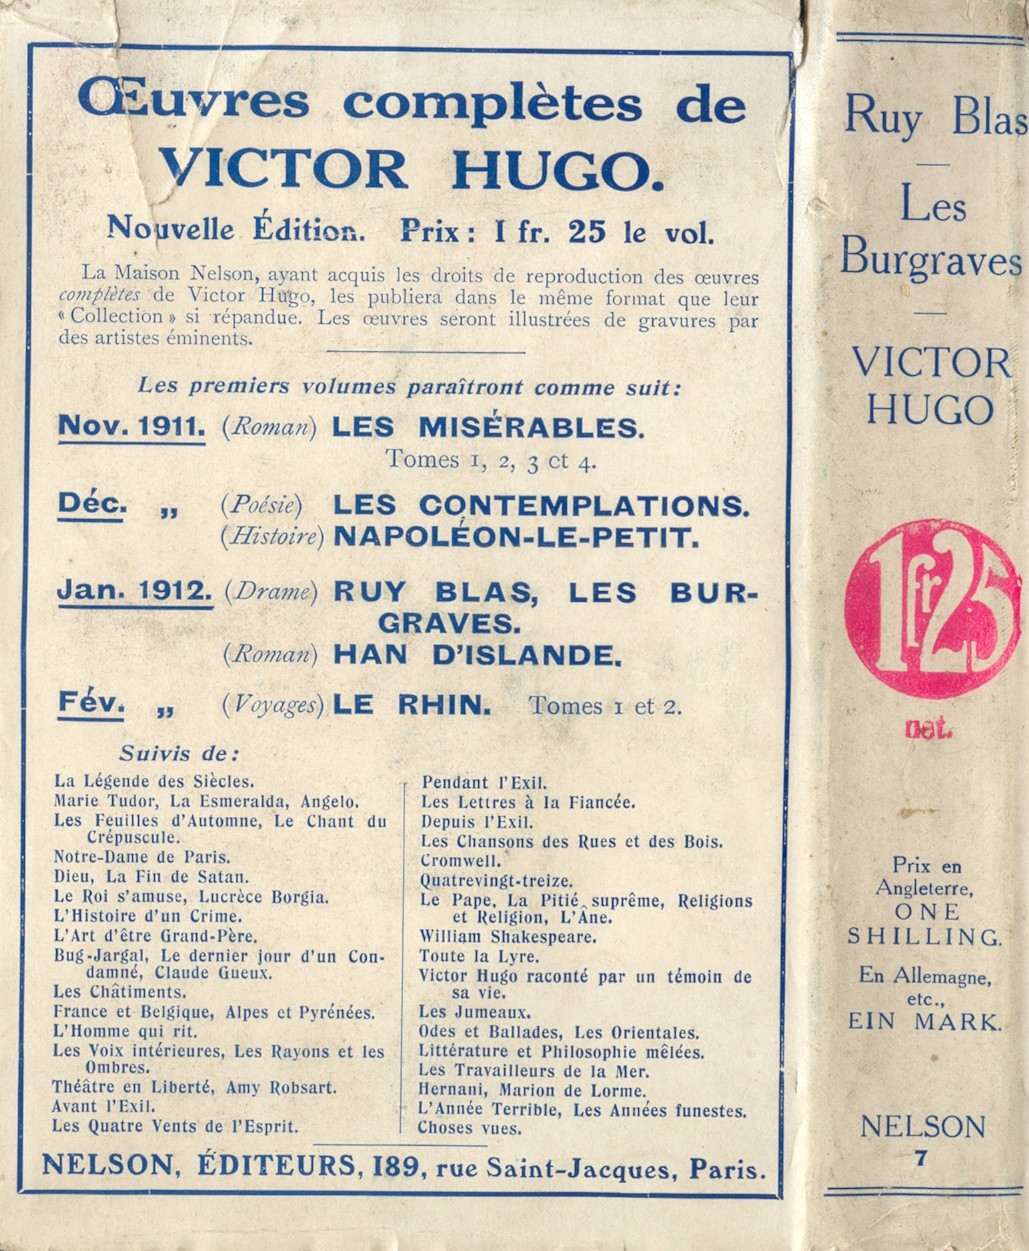 Œuvres complètes de
VICTOR HUGO.
Nouvelle Édition. Prix: 1 fr. 25 le vol.
La Maison Nelson, ayant acquis les droits de reproduction des œuvres
complètes de Victor Hugo, les publiera dans le même format que leur
« Collection » si répandue. Les œuvres seront illustrées de gravures par
des artistes éminents.
Les premiers volumes paraîtront comme suit:
Nov. 1911. (Roman) LES MISÉRABLES.
Tomes 1, 2, 3 et 4.
Déc. „ (Poésie) LES CONTEMPLATIONS.
(Histoire) NAPOLÉON-LE-PETIT.
Jan. 1912. (Drame) RUY BLAS, LES BUR-
GRAVES.
(Roman) HAN D'ISLANDE.
Fév. „ (Voyages) LE RHIN. Tomes 1 et 2.
Suivis de:
La Légende des Siècles.
Marie Tudor, La Esmeralda, Angelo.
Les Feuilles d'Automne, Le Chant du
Crépuscule.
Notre-Dame de Paris.
Dieu, La Fin de Satan.
Le Roi s'amuse, Lucrèce Borgia.
L'Histoire d'un Crime.
L'Art d'être Grand-Père.
Bug-Jargal, Le dernier jour d'un Con-
damné, Claude Gueux.
Les Châtiments.
France et Belgique, Alpes et Pyrénées.
L'Homme qui rit.
Les Voix intérieures, Les Rayons et les
Ombres.
Théâtre en Liberté, Amy Robsart.
Avant l'Exil.
Les Quatre Vents de l'Esprit.
Pendant l'Exil.
Les Lettres à la Fiancée.
Depuis l'Exil.
Les Chansons des Rues et des Bois.
Cromwell.
Quatrevingt-treize.
Le Pape, La Pitié suprême, Religions
et Religion, L'Âne.
William Shakespeare.
Toute la Lyre.
Victor Hugo raconté par un témoin de
sa vie.
Les Jumeaux.
Odes et Ballades, Les Orientales.
Littérature et Philosophie mêlées.
Les Travailleurs de la Mer.
Hernani, Marion de Lorme.
L'Année Terrible, Les Années funestes.
Choses vues.
NELSON, ÉDITEURS, 189, rue Saint-Jacques, Paris.
Ruy Blas
Les
Burgraves
VICTOR
HUGO
1fr25
net.
Prix en
Angleterre,
ONE
SHILLING.
En Allemagne,
etc.,
EIN MARK.
NELSON
7